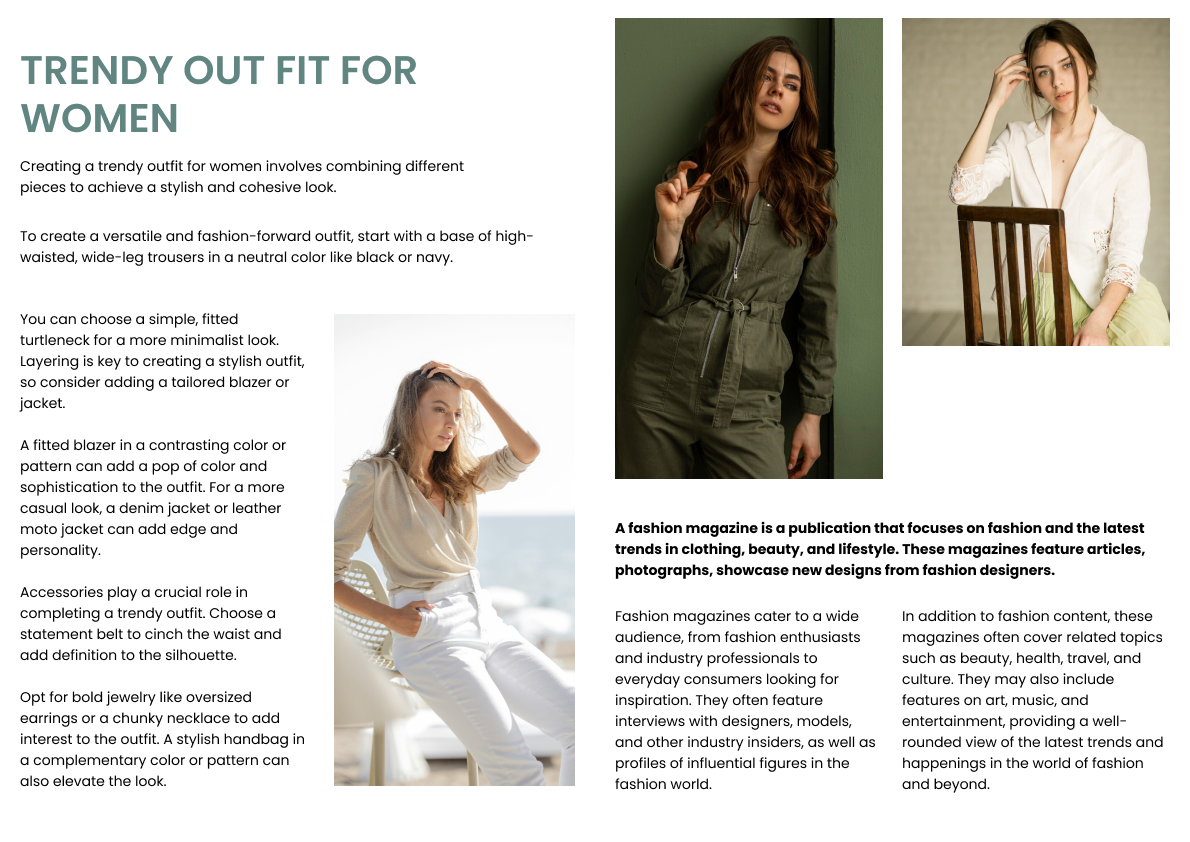 TRENDY OUT FIT FOR
WOMEN
Creating a trendy outfit for women involves combining different
pieces to achieve a stylish and cohesive look.
To create a versatile and fashion-forward outfit, start with a base of high-
waisted, wide-leg trousers in a neutral color like black or navy.
You can choose a simple, fitted
turtleneck for a more minimalist look.
Layering is key to creating a stylish outfit,
so consider adding a tailored blazer or
jacket.
A fitted blazer in a contrasting color or
pattern can add a pop of color and
sophistication to the outfit. For a more
casual look, a denim jacket or leather
moto jacket can add edge and
personality.
Accessories play a crucial role in
completing a trendy outfit. Choose a
statement belt to cinch the waist and
add definition to the silhouette.
Opt for bold jewelry like oversized
earrings or a chunky necklace to add
interest to the outfit. A stylish handbag in
a complementary color or pattern can
also elevate the look.
A fashion magazine is a publication that focuses on fashion and the latest
trends in clothing, beauty, and lifestyle. These magazines feature articles,
photographs, showcase new designs from fashion designers.
Fashion magazines cater to a wide
audience, from fashion enthusiasts
and industry professionals to
everyday consumers looking for
inspiration. They often feature
interviews with designers, models,
and other industry insiders, as well as
profiles of influential figures in the
fashion world.
In addition to fashion content, these
magazines often cover related topics
such as beauty, health, travel, and
culture. They may also include
features on art, music, and
entertainment, providing a well-
rounded view of the latest trends and
happenings in the world of fashion
and beyond.